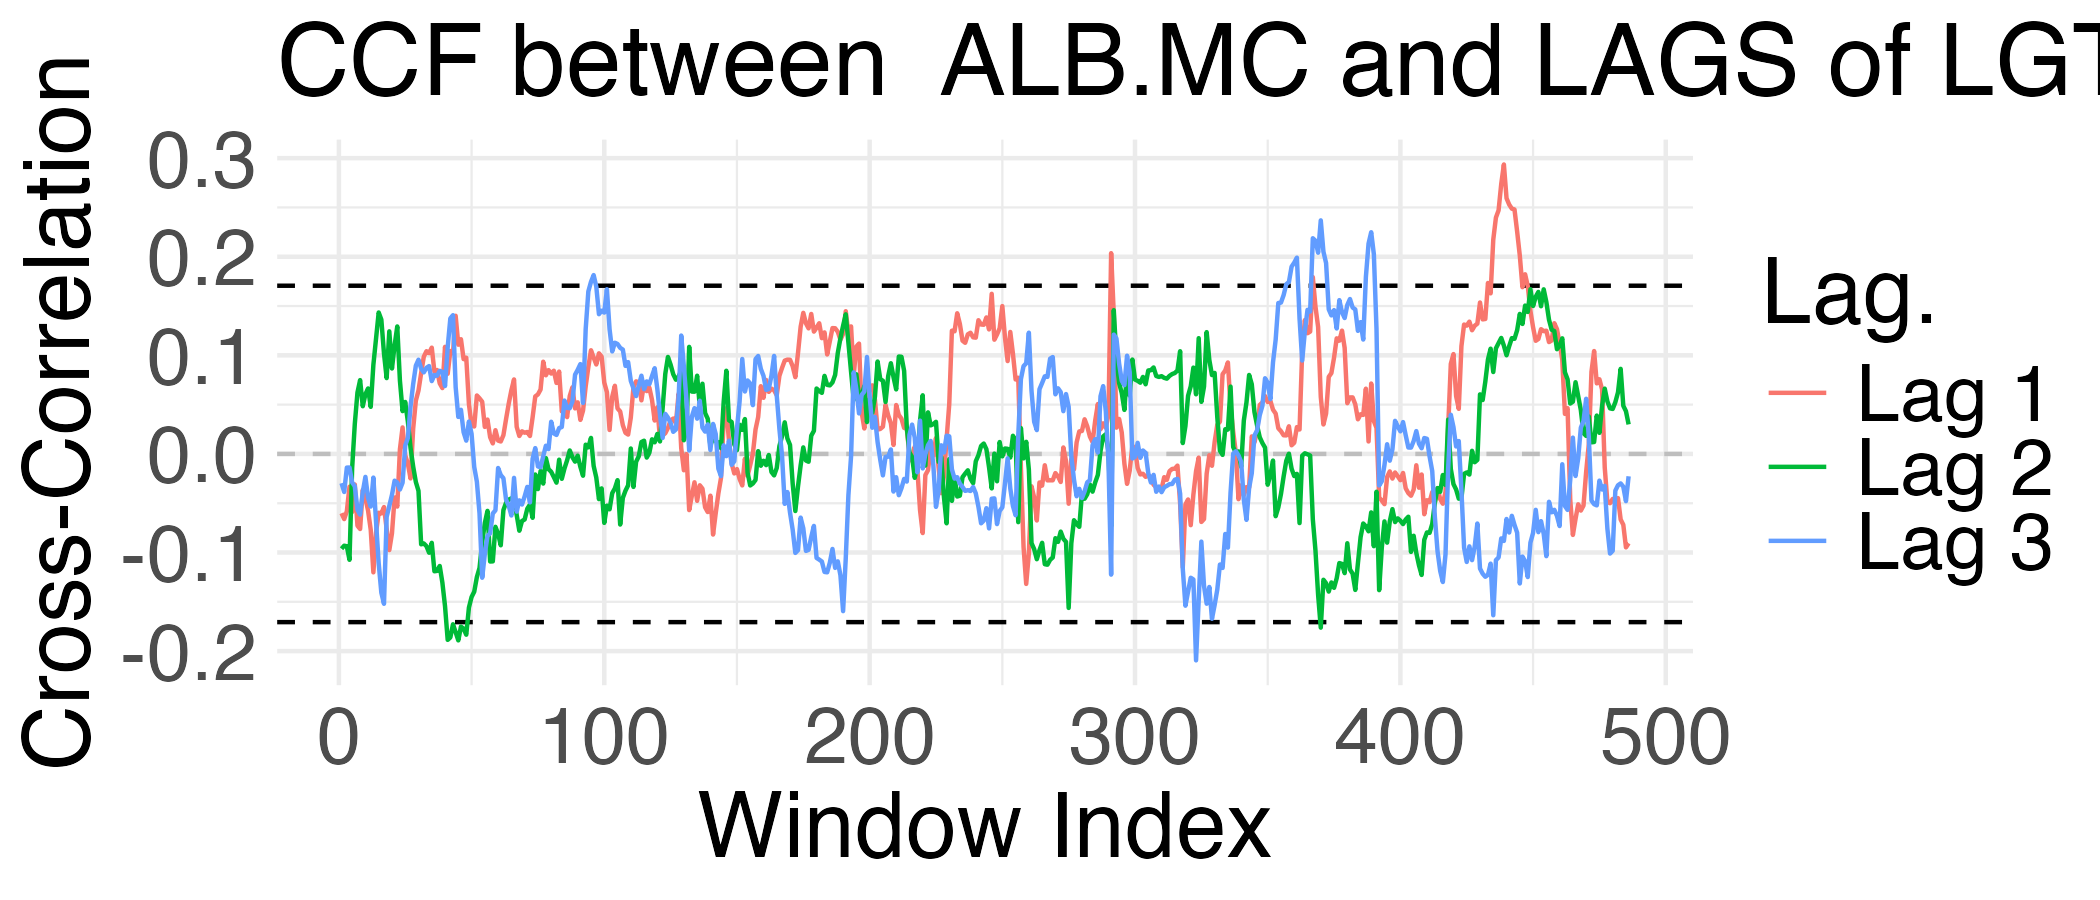 CCF between  ALB.MC and LAGS of LGT
Cross-Correlation
0.3
0.2
0.1
0.0
-0.1
-0.2
0 100 200 300 400 500
Window Index
Lag.
Lag 1
Lag 2
Lag 3